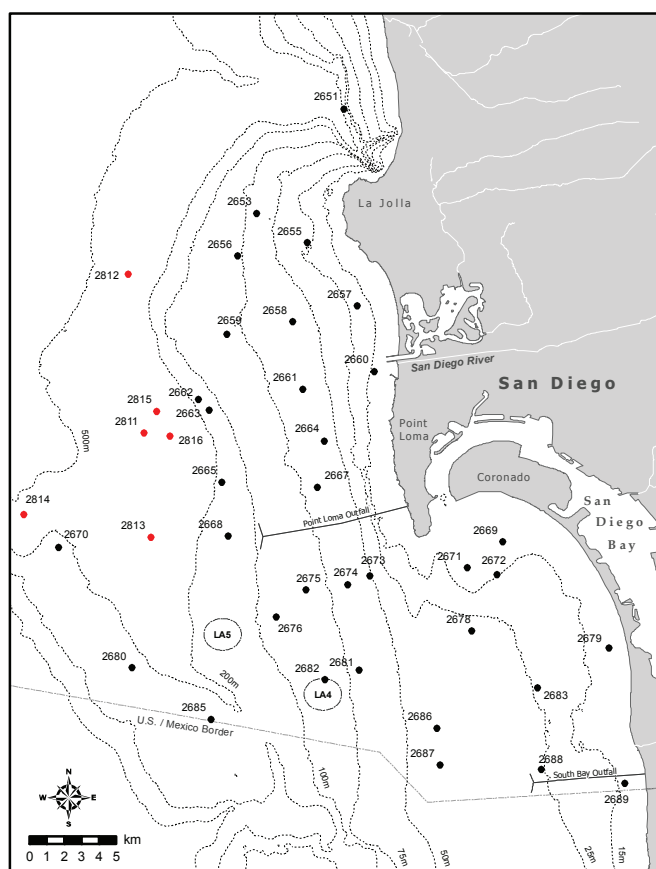 2651
La Jolla
2653
2655
2656
2812
2657
2658
2659
2660
San Diego River
San Diego
2661
2662
2815
2663
2811
2816
Point
Loma
2664
500m
2665
2667
Coronado
2814
San
Diego
Bay
Point Loma Outfall
2813
2668
2670
2669
2671
2672
2673
2674
2675
2676
2678
LA5
2679
2680
2681
2682
LA4
2683
200m
2685
U.S. / Mexico Border
2686
2687
2688
South Bay Outfall
2689
N
W
E
S
100m
75m
50m
25m
15m
km
0 1 2 3 4 5